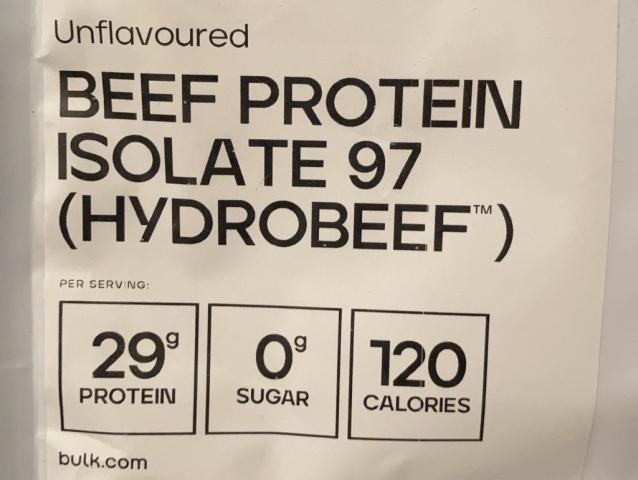 Unflavoured
BEEF PROTEIN
ISOLATE 97
(HYDROBEEF™)
PER SERVING:
29g 0g 120
PROTEIN SUGAR CALORIES
bulk.com